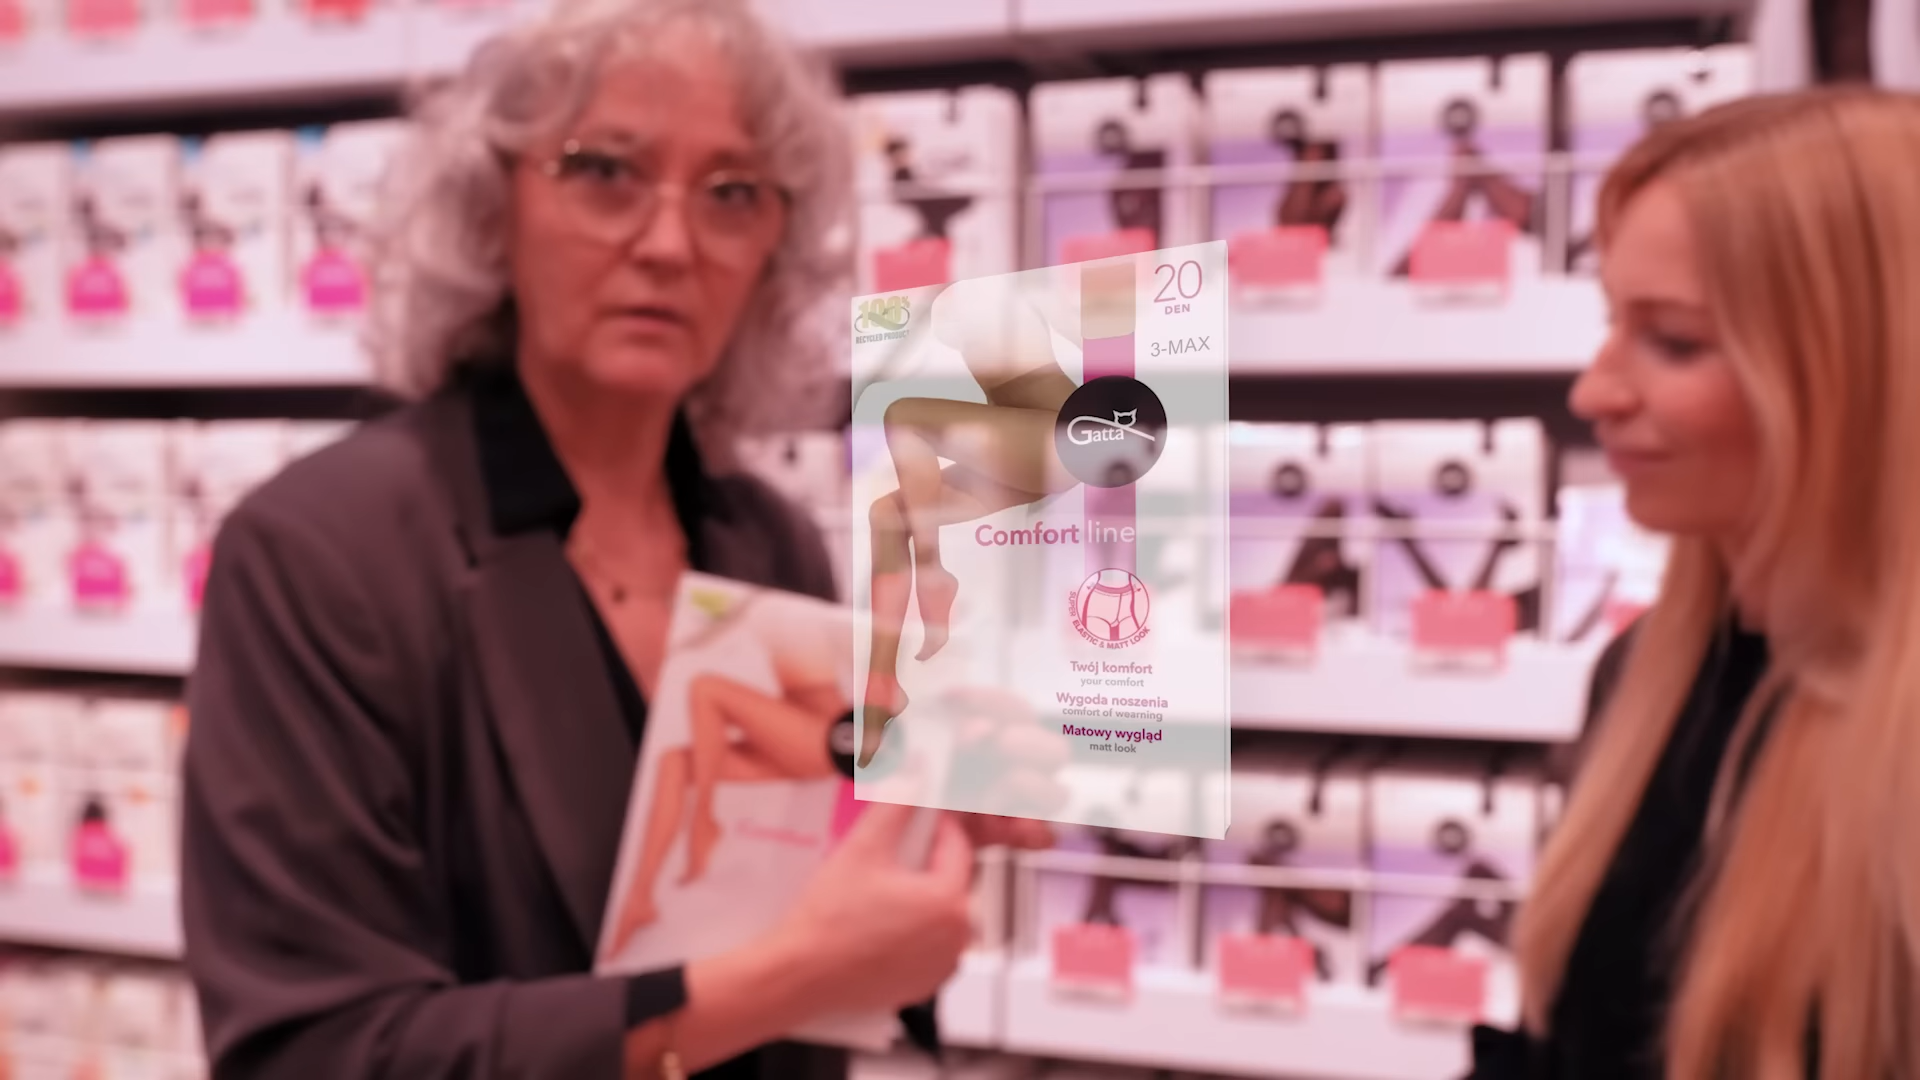 100%
RECYCLED PRODUCT
20
DEN
3-MAX
Gatta
Comfort line
SUPER ELASTIC & MATT LOOK
Twój komfort
your comfort
Wygoda noszenia
comfort of wearning
Matowy wygląd
matt look